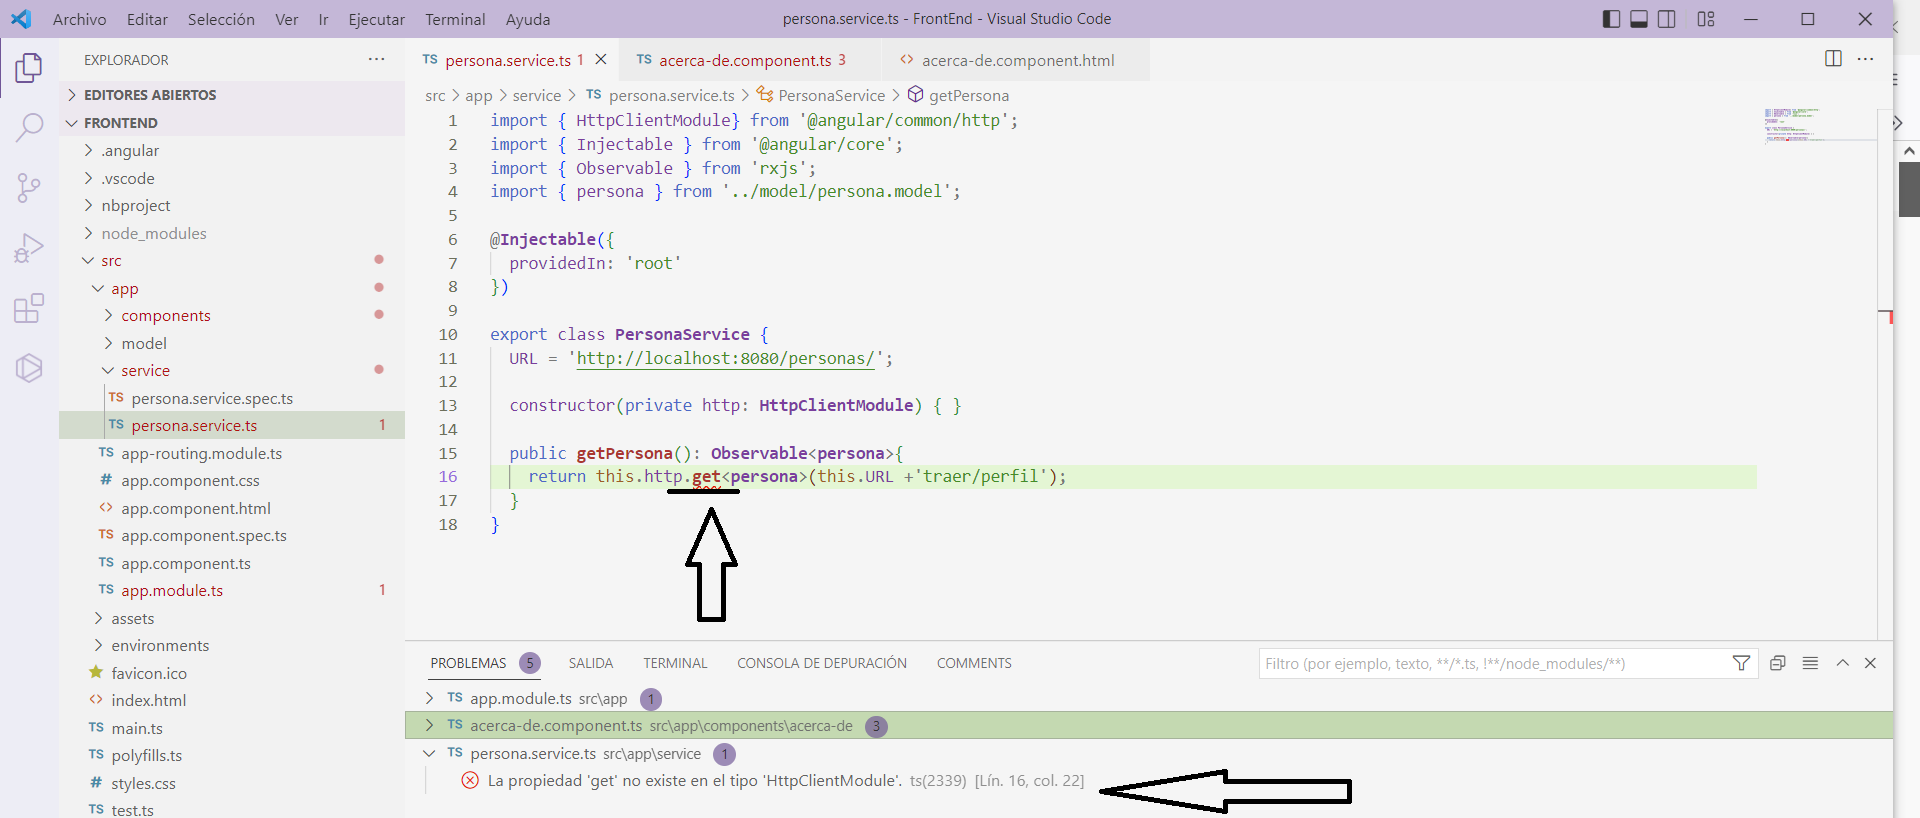 Archivo Editar Selección Ver Ir Ejecutar Terminal Ayuda persona.service.ts - FrontEnd - Visual Studio Code
EXPLORADOR ···
EDITORES ABIERTOS
FRONTEND
.angular
.vscode
nbproject
node_modules
src
app
components
model
service
TS persona.service.spec.ts
TS persona.service.ts 1
TS app-routing.module.ts
# app.component.css
<> app.component.html
TS app.component.spec.ts
TS app.component.ts
TS app.module.ts 1
assets
environments
favicon.ico
<> index.html
TS main.ts
TS polyfills.ts
# styles.css
TS test.ts
TS persona.service.ts 1 TS acerca-de.component.ts 3 <> acerca-de.component.html
src > app > service > TS persona.service.ts > PersonaService > getPersona
1 import { HttpClientModule} from '@angular/common/http';
2 import { Injectable } from '@angular/core';
3 import { Observable } from 'rxjs';
4 import { persona } from '../model/persona.model';
5
6 @Injectable({
7 providedIn: 'root'
8 })
9
10 export class PersonaService {
11 URL = 'http://localhost:8080/personas/';
12
13 constructor(private http: HttpClientModule) { }
14
15 public getPersona(): Observable<persona>{
16 return this.http.get<persona>(this.URL +'traer/perfil');
17 }
18 }
PROBLEMAS 5 SALIDA TERMINAL CONSOLA DE DEPURACIÓN COMMENTS Filtro (por ejemplo, texto, **/*.ts, !**/node_modules/**)
TS app.module.ts src\app 1
TS acerca-de.component.ts src\app\components\acerca-de 3
TS persona.service.ts src\app\service 1
La propiedad 'get' no existe en el tipo 'HttpClientModule'. ts(2339) [Lín. 16, col. 22]